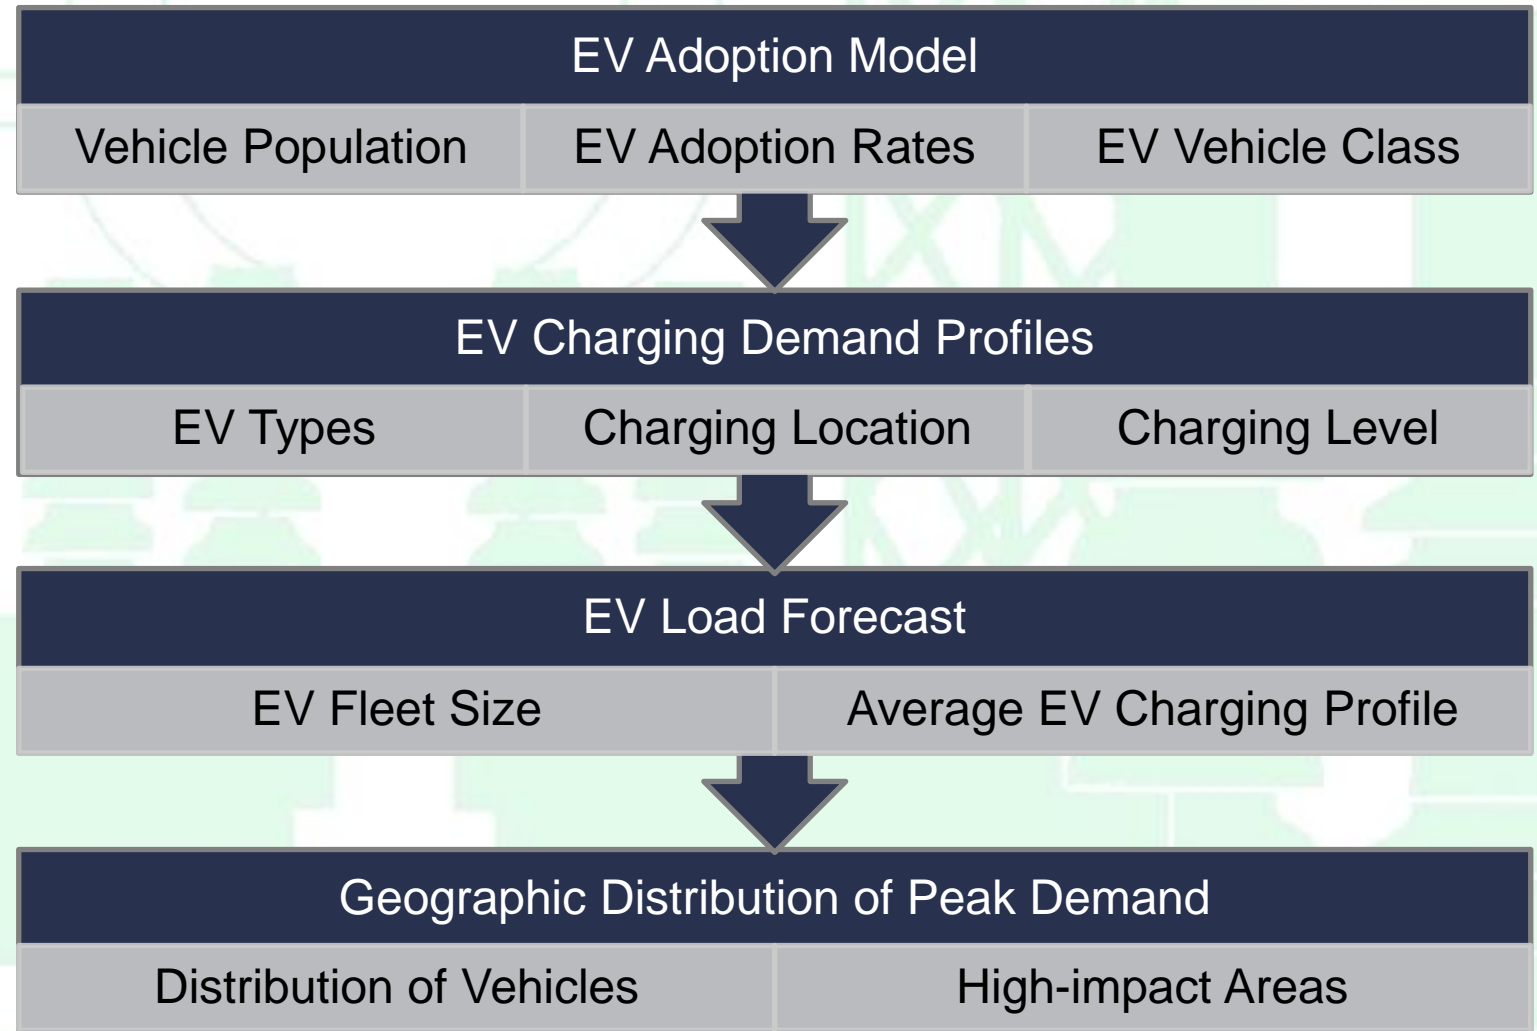 EV Adoption Model
Vehicle Population EV Adoption Rates EV Vehicle Class
EV Charging Demand Profiles
EV Types Charging Location Charging Level
EV Load Forecast
EV Fleet Size Average EV Charging Profile
Geographic Distribution of Peak Demand
Distribution of Vehicles High-impact Areas